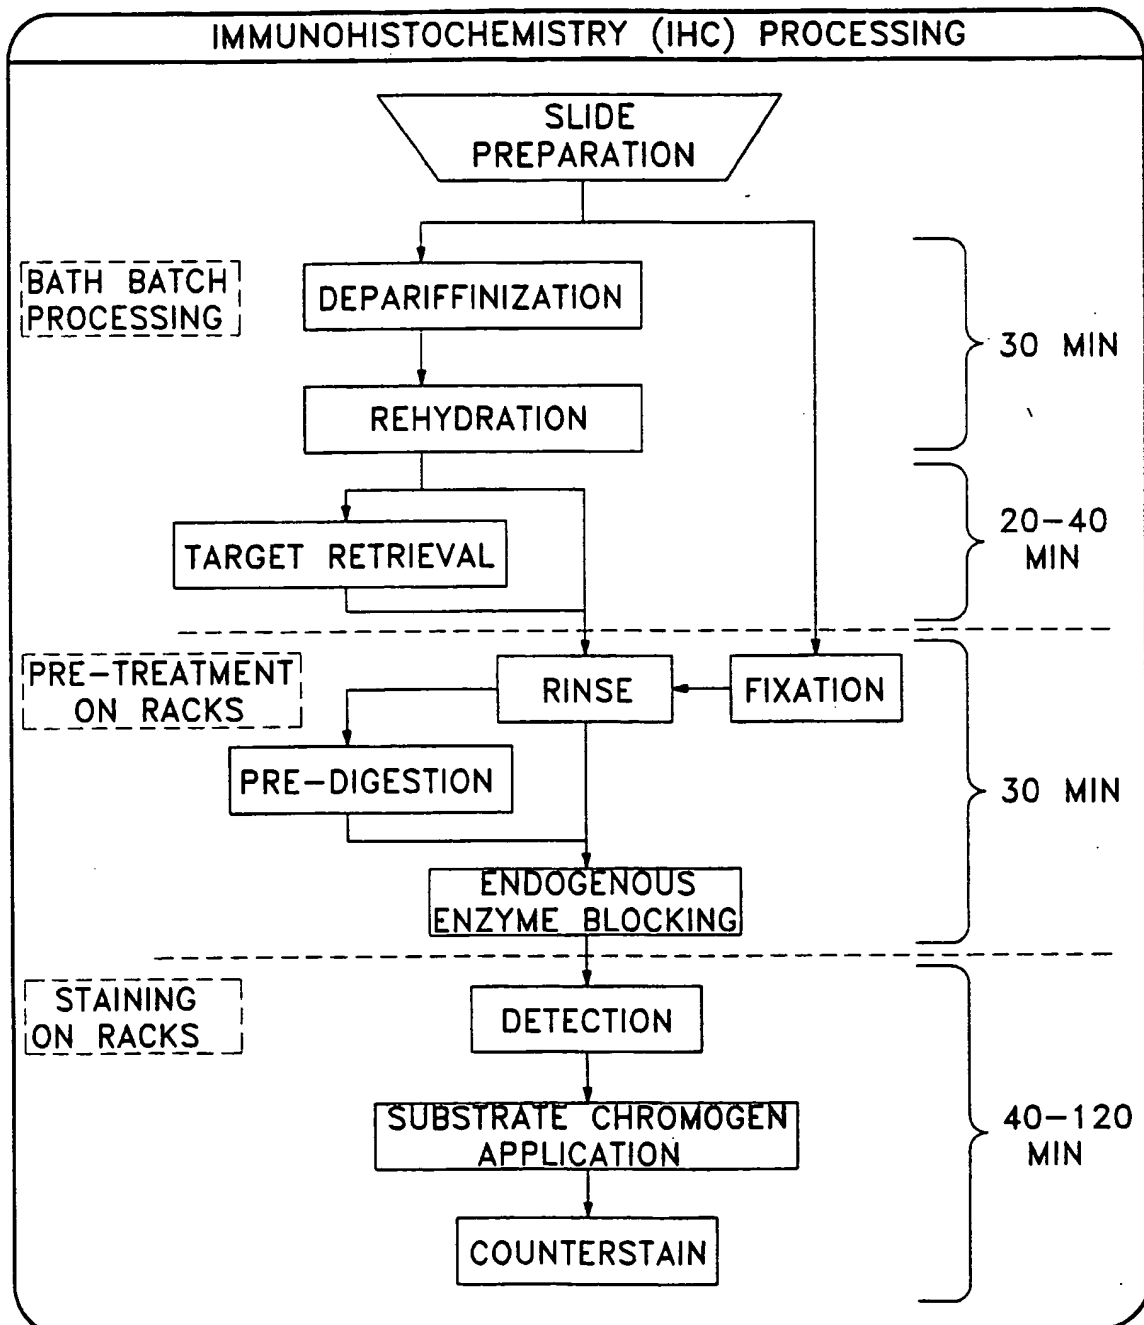 IMMUNOHISTOCHEMISTRY (IHC) PROCESSING
SLIDE
PREPARATION
BATH BATCH
PROCESSING
DEPARIFFINIZATION
30 MIN
REHYDRATION
TARGET RETRIEVAL
20-40
MIN
PRE-TREATMENT
ON RACKS
RINSE
FIXATION
PRE-DIGESTION
30 MIN
ENDOGENOUS
ENZYME BLOCKING
STAINING
ON RACKS
DETECTION
SUBSTRATE CHROMOGEN
APPLICATION
40-120
MIN
COUNTERSTAIN